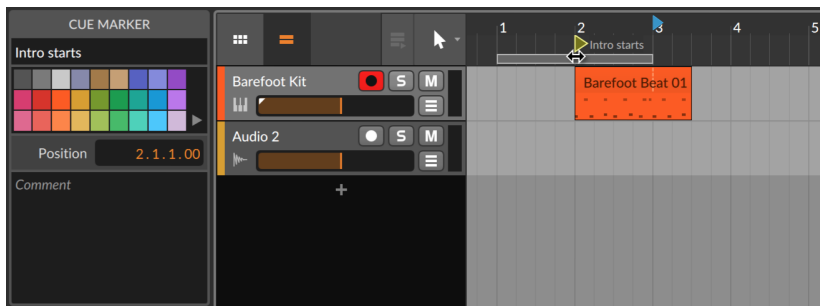 CUE MARKER
Intro starts
Position 2.1.1.00
Comment
1 2 3 4 5
Intro starts
Barefoot Kit S M
Barefoot Beat 01
Audio 2 S M
+